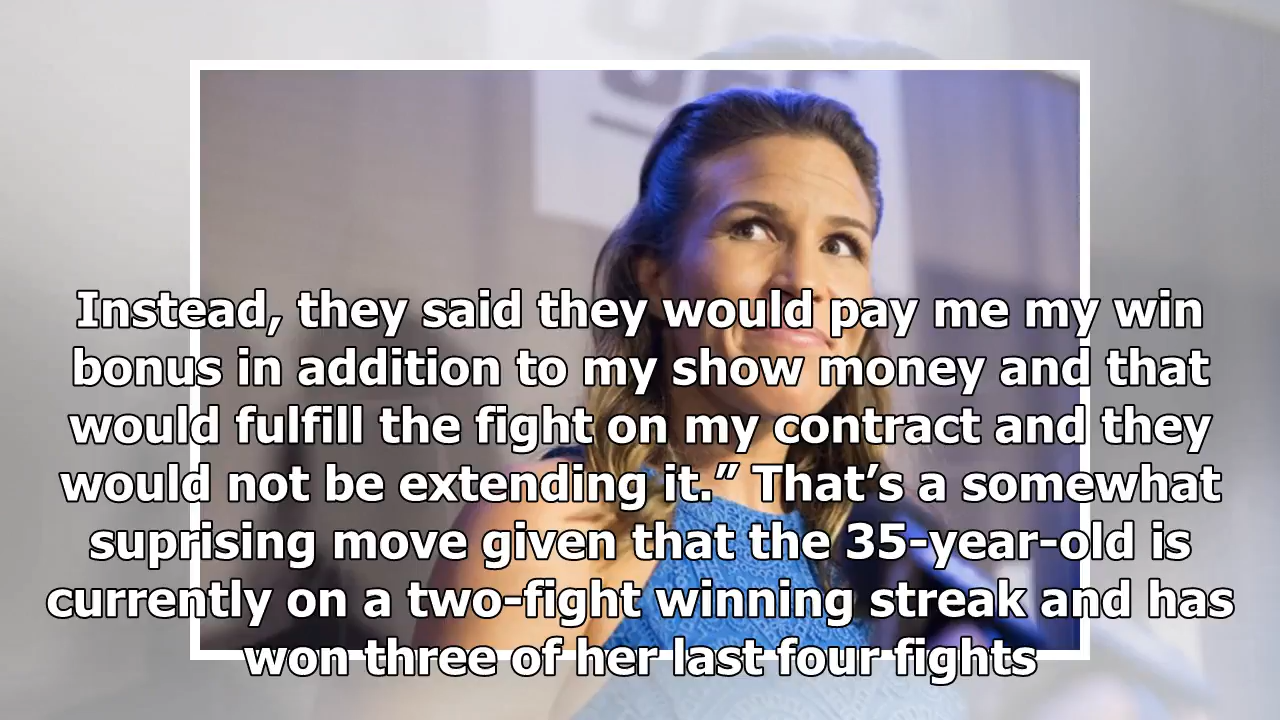 Instead, they said they would pay me my win
bonus in addition to my show money and that
would fulfill the fight on my contract and they
would not be extending it.” That’s a somewhat
suprising move given that the 35-year-old is
currently on a two-fight winning streak and has
won three of her last four fights